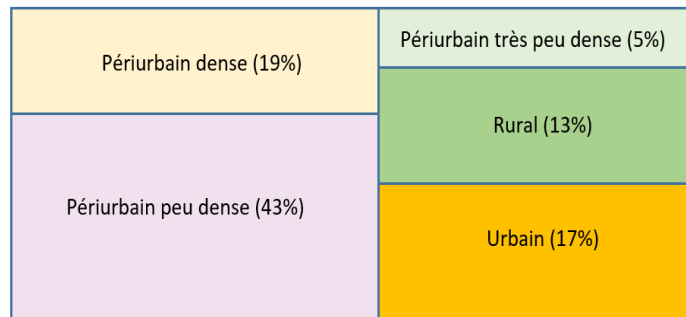 Périurbain dense (19%)
Périurbain peu dense (43%)
Périurbain très peu dense (5%)
Rural (13%)
Urbain (17%)